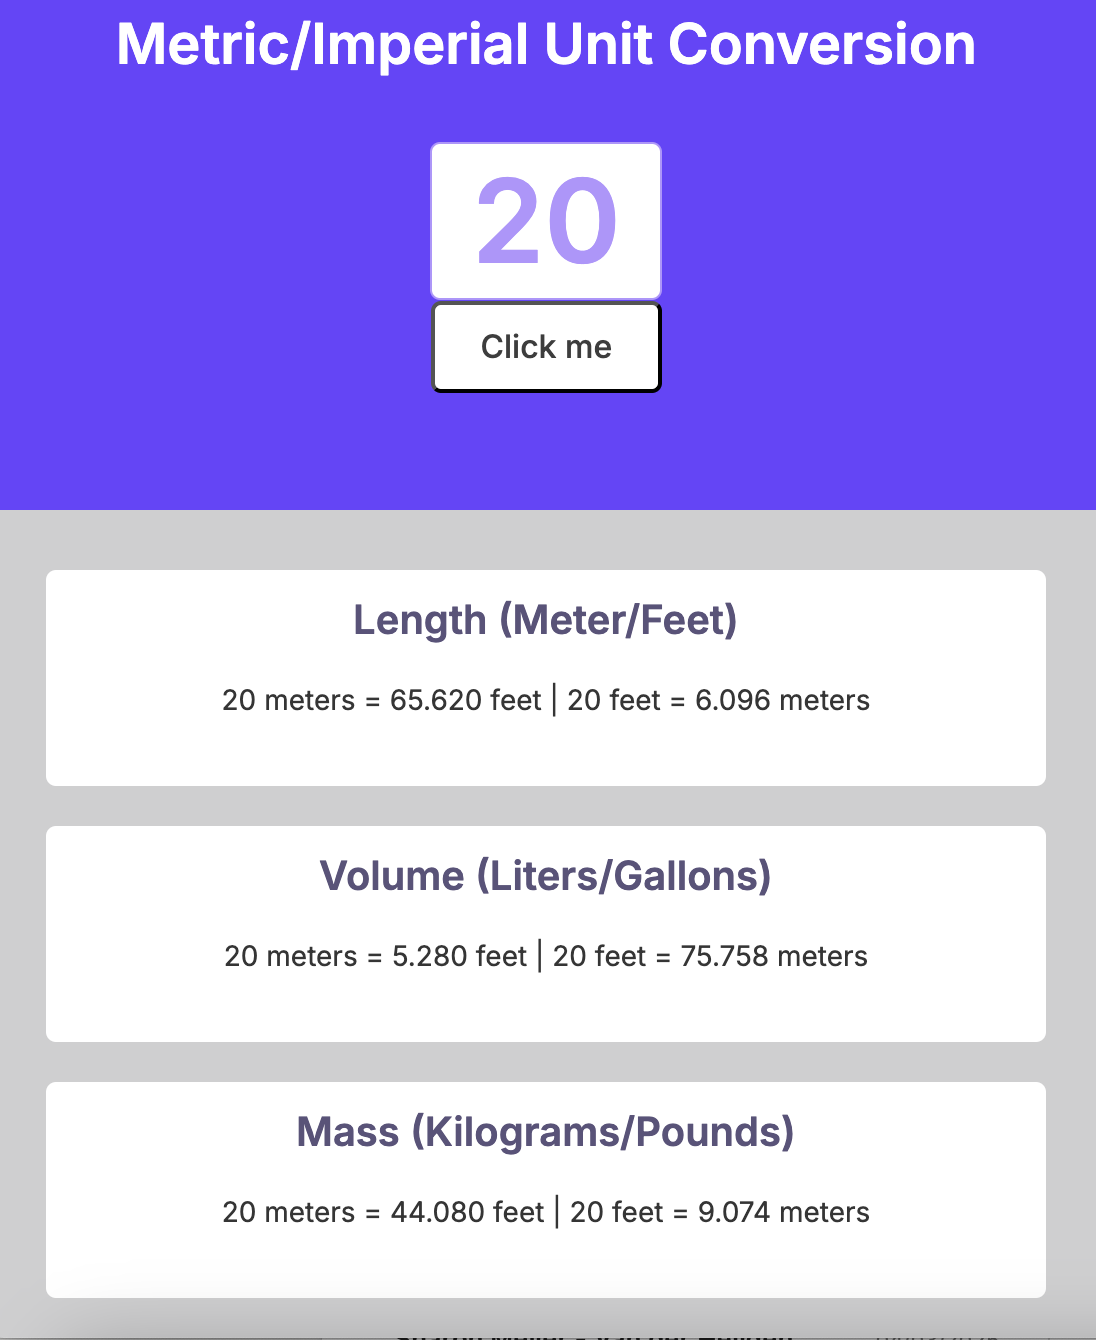 Metric/Imperial Unit Conversion
20
Click me
Length (Meter/Feet)
20 meters = 65.620 feet | 20 feet = 6.096 meters
Volume (Liters/Gallons)
20 meters = 5.280 feet | 20 feet = 75.758 meters
Mass (Kilograms/Pounds)
20 meters = 44.080 feet | 20 feet = 9.074 meters